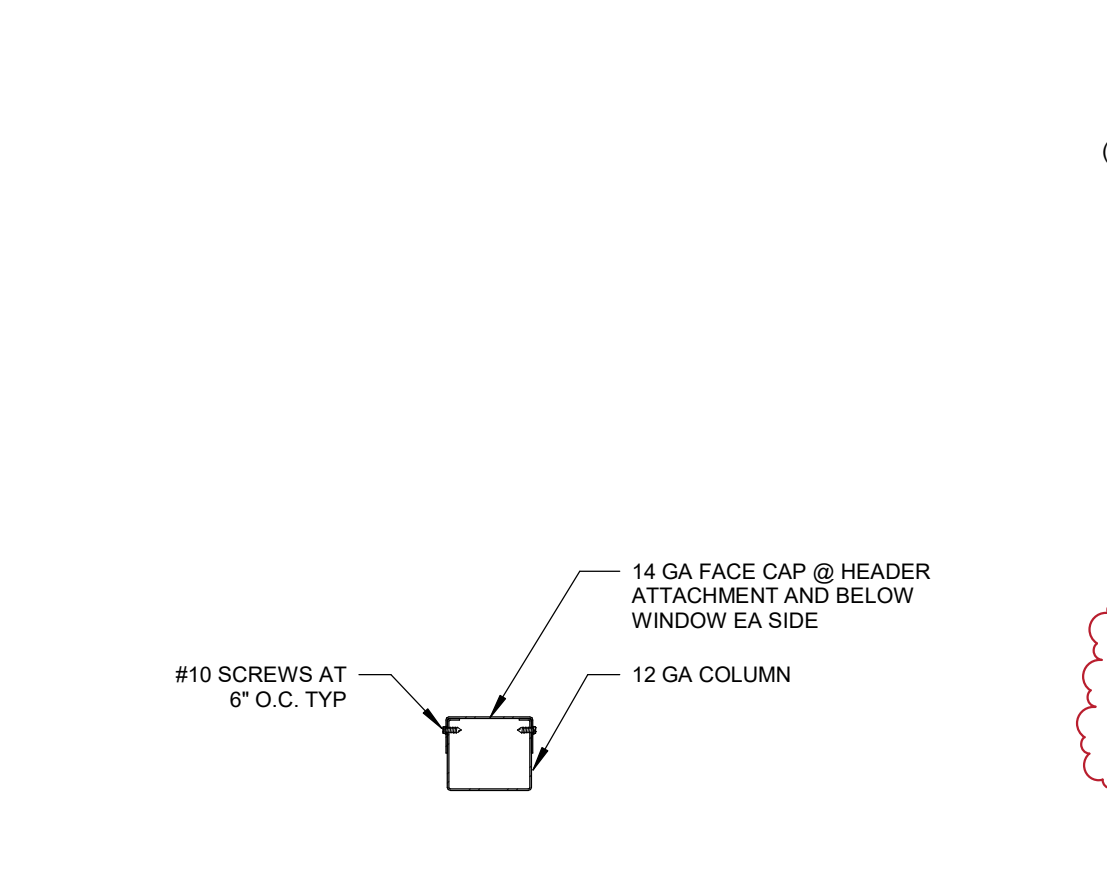 14 GA FACE CAP @ HEADER
ATTACHMENT AND BELOW
WINDOW EA SIDE
#10 SCREWS AT
6" O.C. TYP
12 GA COLUMN